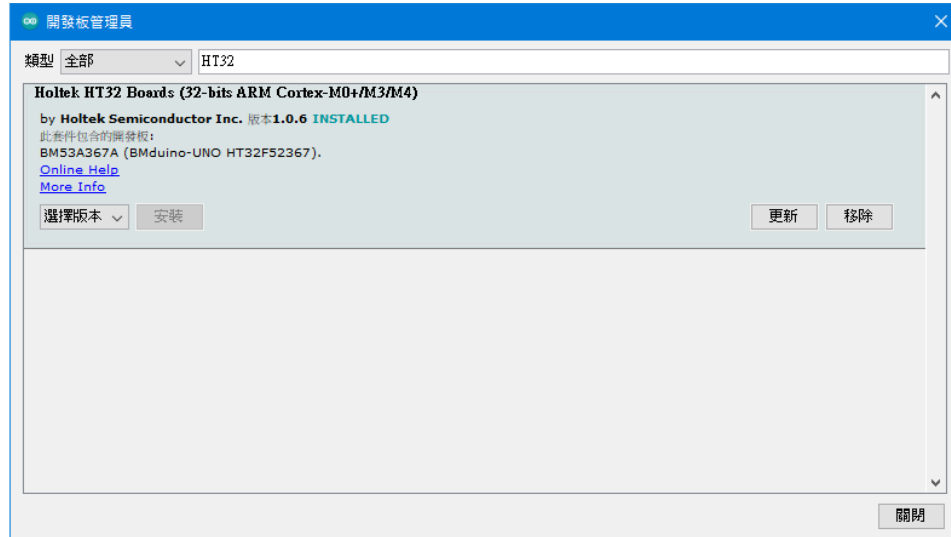 開發板管理員
類型 全部 HT32
Holtek HT32 Boards (32-bits ARM Cortex-M0+/M3/M4)
by Holtek Semiconductor Inc. 版本1.0.6 INSTALLED
此套件包含的開發板:
BM53A367A (BMduino-UNO HT32F52367).
Online Help
More Info
選擇版本 安裝 更新 移除
關閉